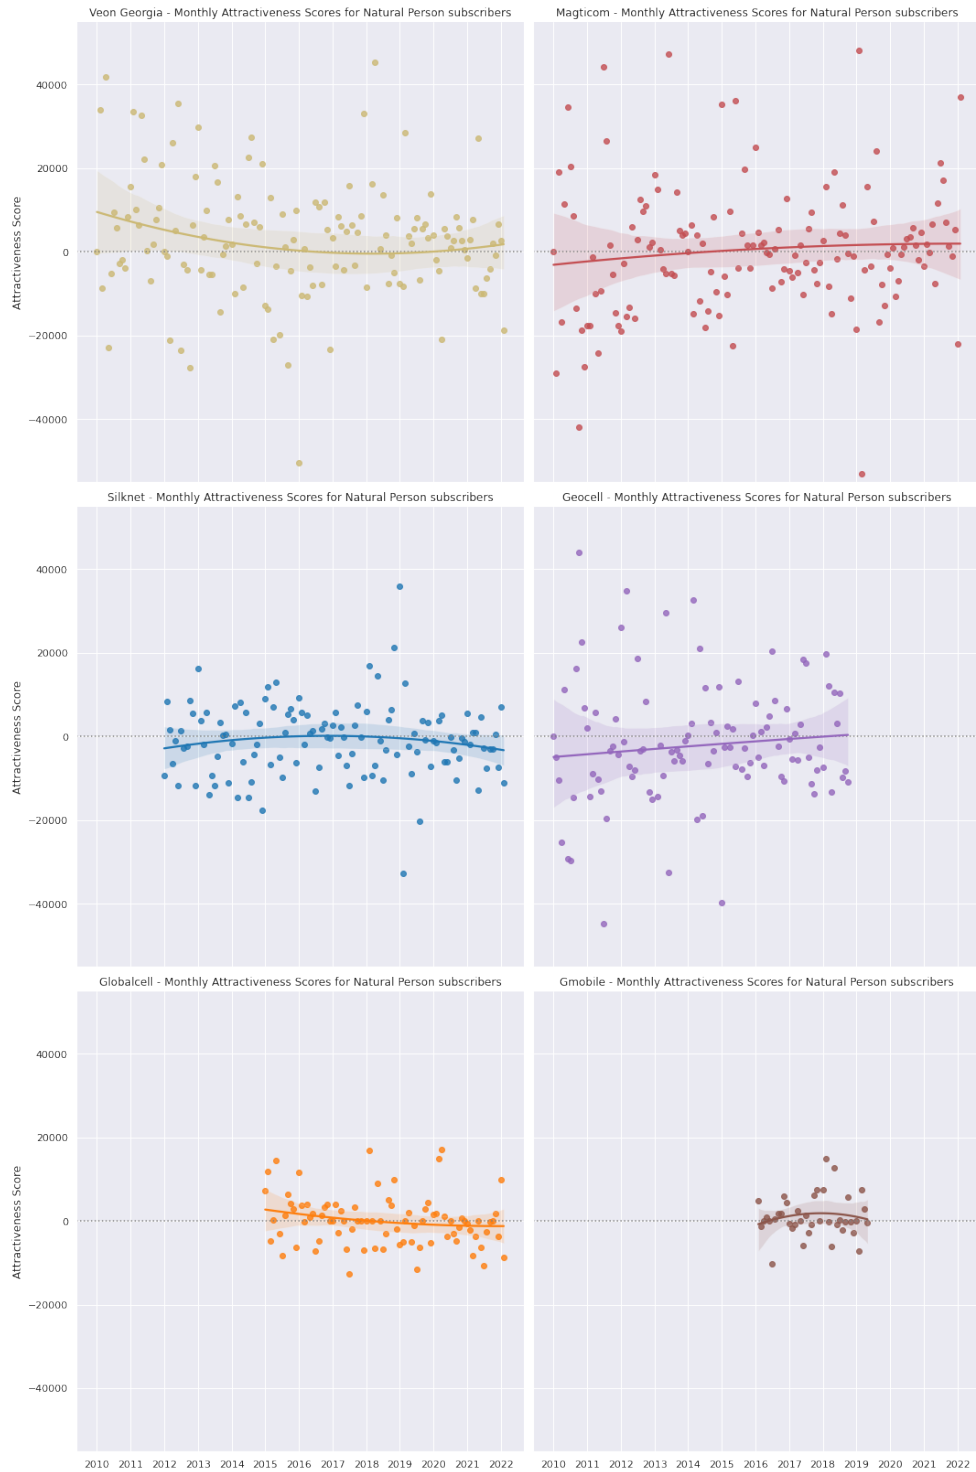 Veon Georgia - Monthly Attractiveness Scores for Natural Person subscribers
Magticom - Monthly Attractiveness Scores for Natural Person subscribers
40000
20000
0
−20000
−40000
Attractiveness Score
Silknet - Monthly Attractiveness Scores for Natural Person subscribers
Geocell - Monthly Attractiveness Scores for Natural Person subscribers
40000
20000
0
−20000
−40000
Attractiveness Score
Globalcell - Monthly Attractiveness Scores for Natural Person subscribers
Gmobile - Monthly Attractiveness Scores for Natural Person subscribers
40000
20000
0
−20000
−40000
Attractiveness Score
2010 2011 2012 2013 2014 2015 2016 2017 2018 2019 2020 2021 2022
2010 2011 2012 2013 2014 2015 2016 2017 2018 2019 2020 2021 2022